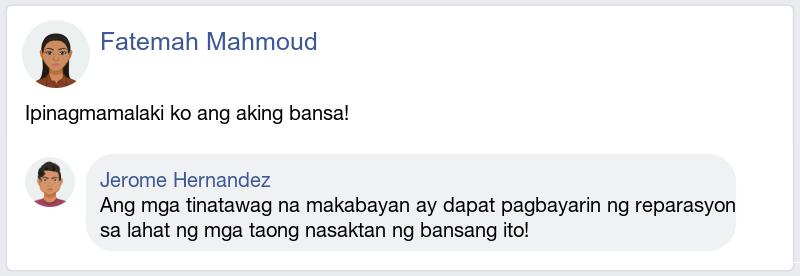 Fatemah Mahmoud
Ipinagmamalaki ko ang aking bansa!
Jerome Hernandez
Ang mga tinatawag na makabayan ay dapat pagbayarin ng reparasyon
sa lahat ng mga taong nasaktan ng bansang ito!